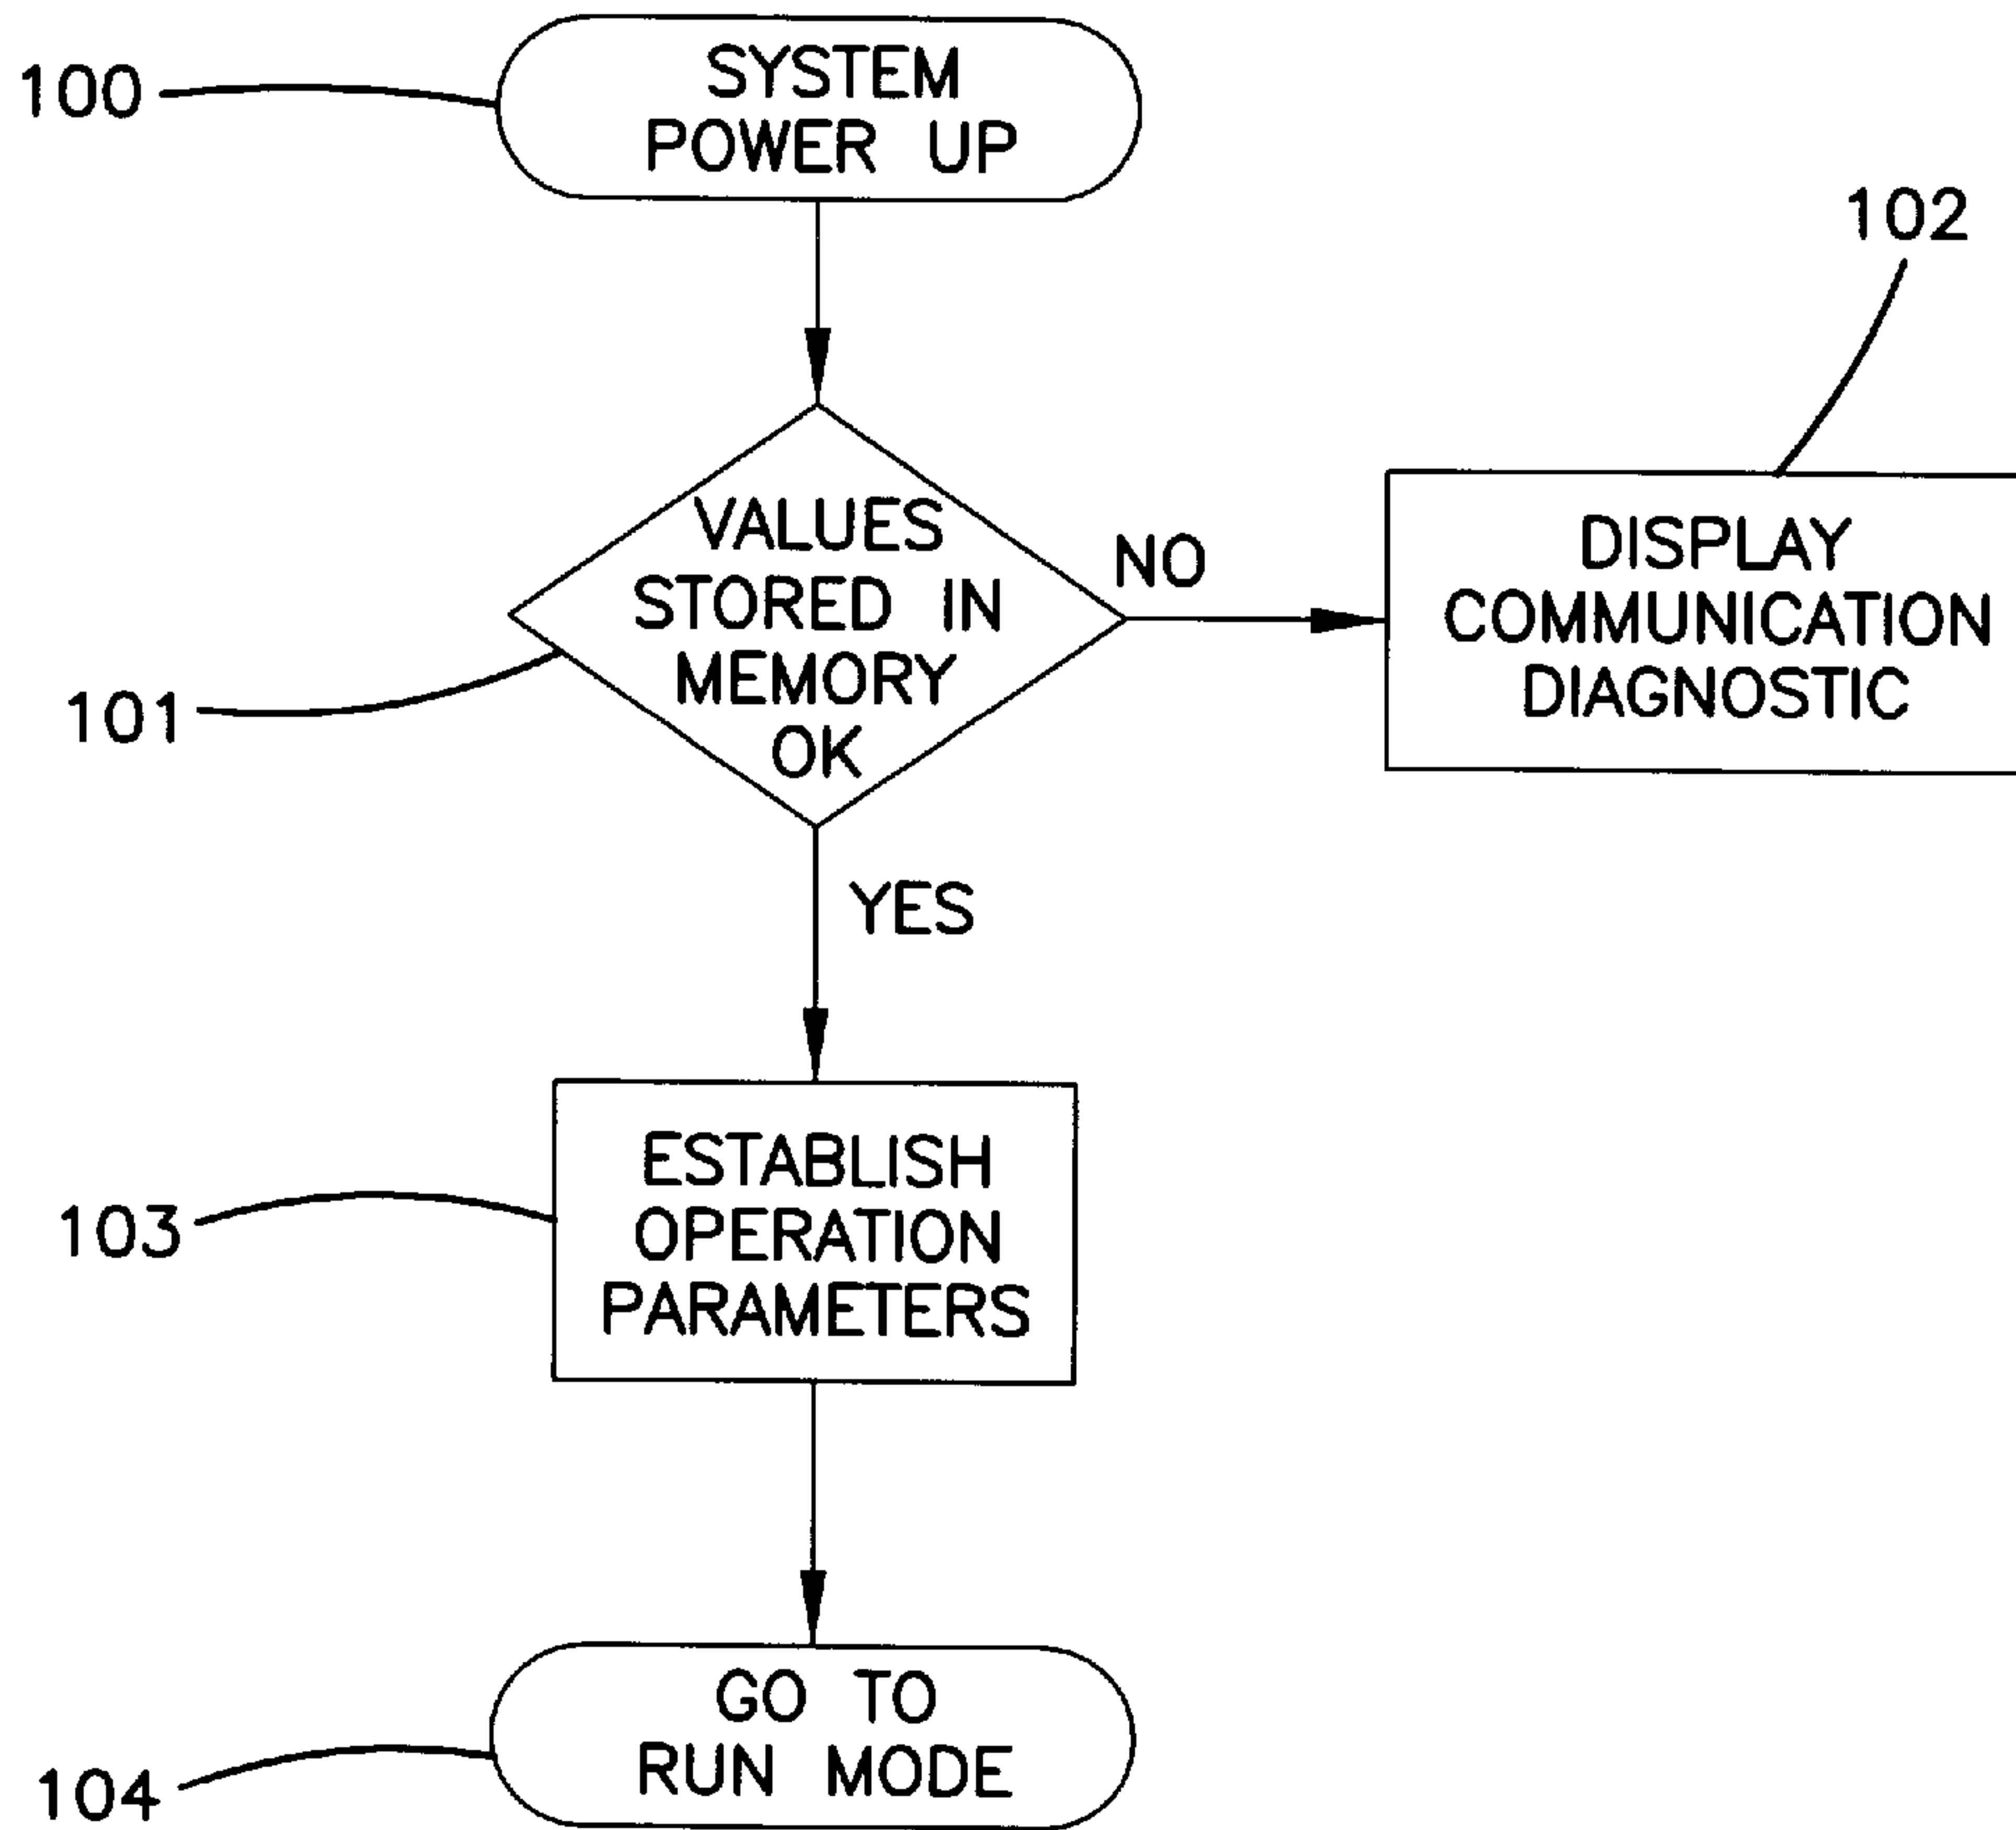 100
SYSTEM
POWER UP
102
VALUES
STORED IN
MEMORY
OK
NO
DISPLAY
COMMUNICATION
DIAGNOSTIC
101
YES
103
ESTABLISH
OPERATION
PARAMETERS
GO TO
RUN MODE
104